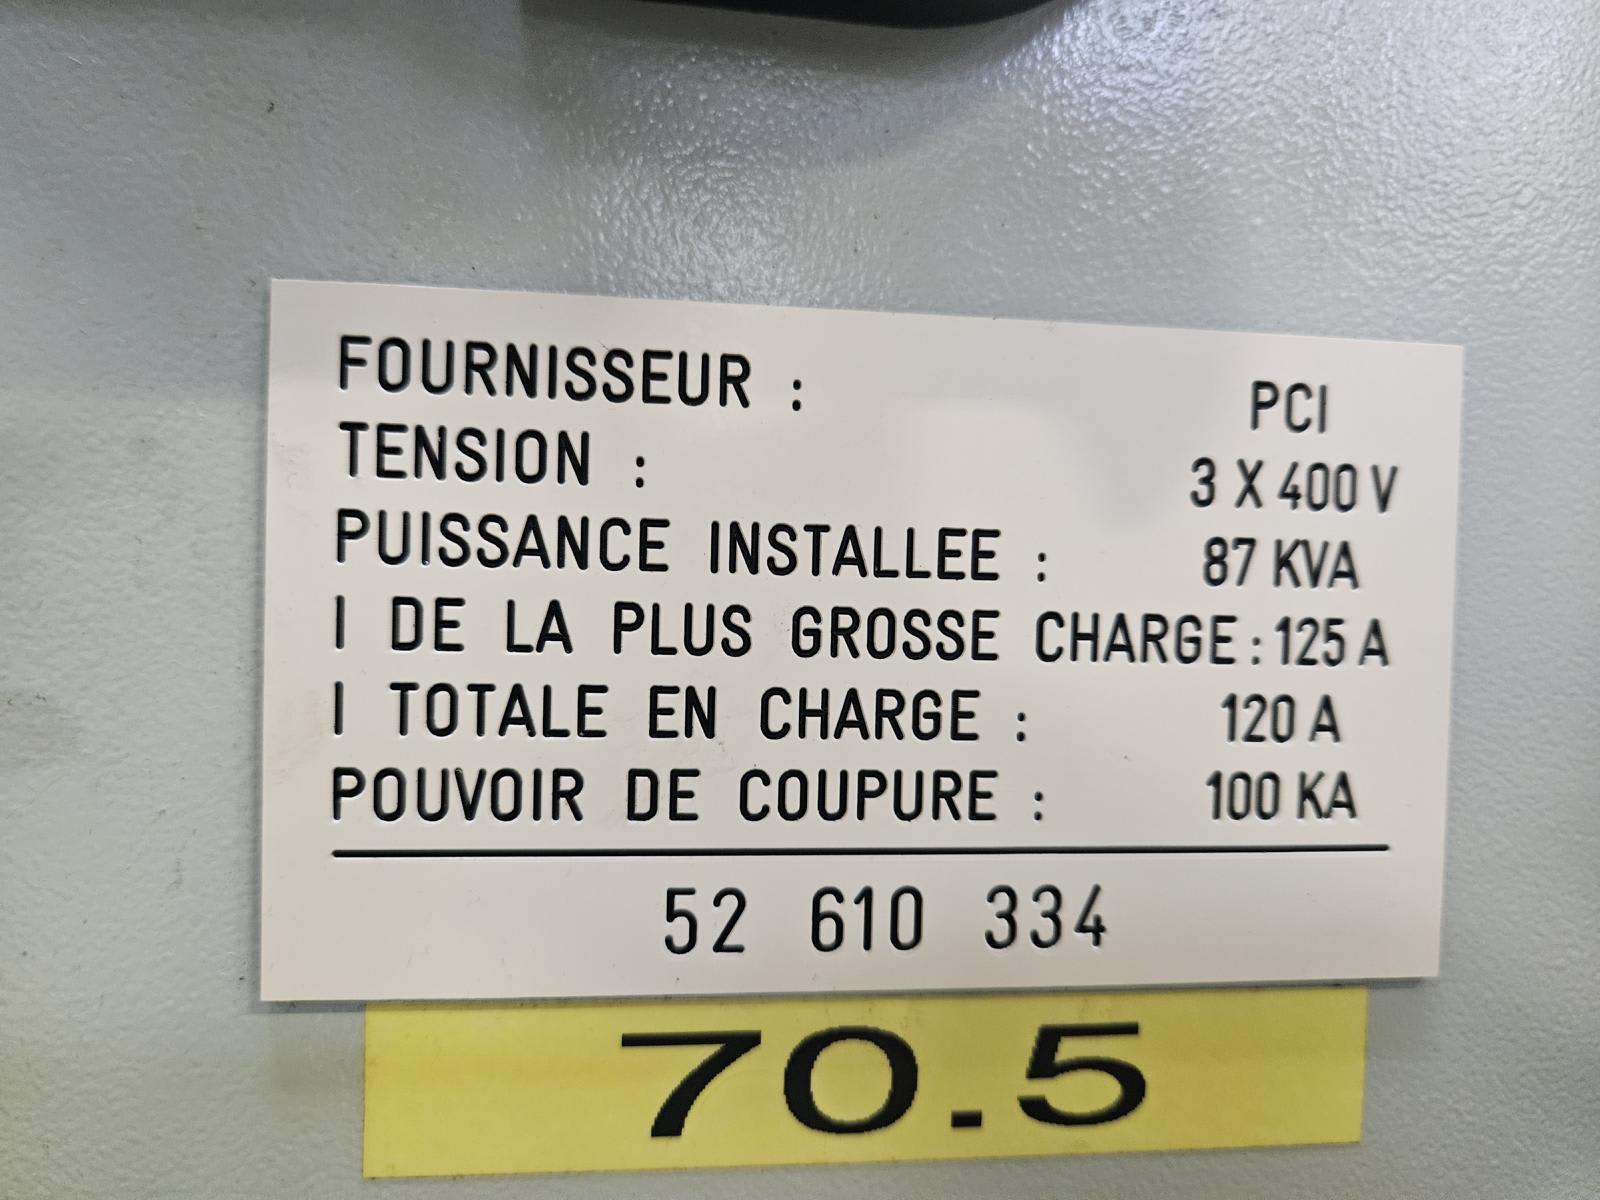 FOURNISSEUR : PCI
TENSION : 3 X 400 V
PUISSANCE INSTALLEE : 87 KVA
I DE LA PLUS GROSSE CHARGE : 125 A
I TOTALE EN CHARGE : 120 A
POUVOIR DE COUPURE : 100 KA
52 610 334
70.5